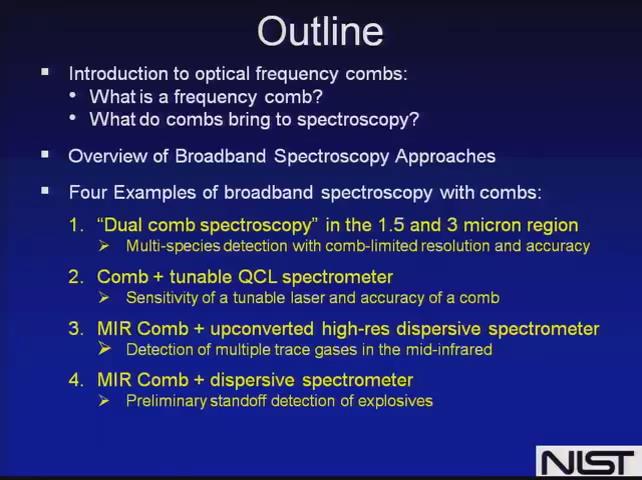 Outline
Introduction to optical frequency combs:
What is a frequency comb?
What do combs bring to spectroscopy?
Overview of Broadband Spectroscopy Approaches
Four Examples of broadband spectroscopy with combs:
1. “Dual comb spectroscopy” in the 1.5 and 3 micron region
Multi-species detection with comb-limited resolution and accuracy
2. Comb + tunable QCL spectrometer
Sensitivity of a tunable laser and accuracy of a comb
3. MIR Comb + upconverted high-res dispersive spectrometer
Detection of multiple trace gases in the mid-infrared
4. MIR Comb + dispersive spectrometer
Preliminary standoff detection of explosives
NIST